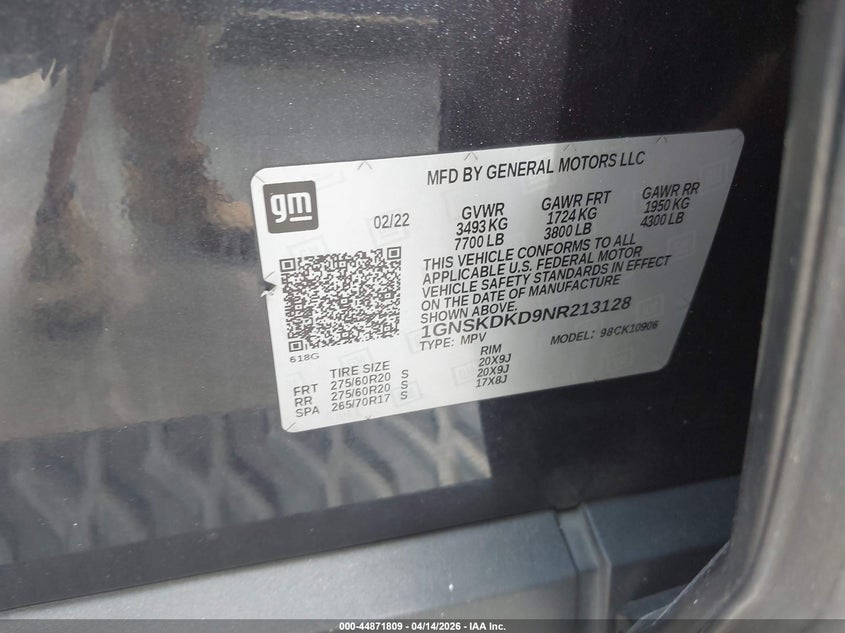 MFD BY GENERAL MOTORS LLC
gm
02/22
GVWR
3493 KG
7700 LB
GAWR FRT
1724 KG
3800 LB
GAWR RR
1950 KG
4300 LB
THIS VEHICLE CONFORMS TO ALL
APPLICABLE U.S. FEDERAL MOTOR
VEHICLE SAFETY STANDARDS IN EFFECT
ON THE DATE OF MANUFACTURE
SHOWN ABOVE.
1GNSKDKD9NR213128
TYPE: MPV
MODEL: 98CK10906
618G
TIRE SIZE
RIM
FRT 275/60R20 S 20X9J
RR 275/60R20 S 20X9J
SPA 265/70R17 S 17X8J
000-44871809 - 04/14/2026 - IAA Inc.